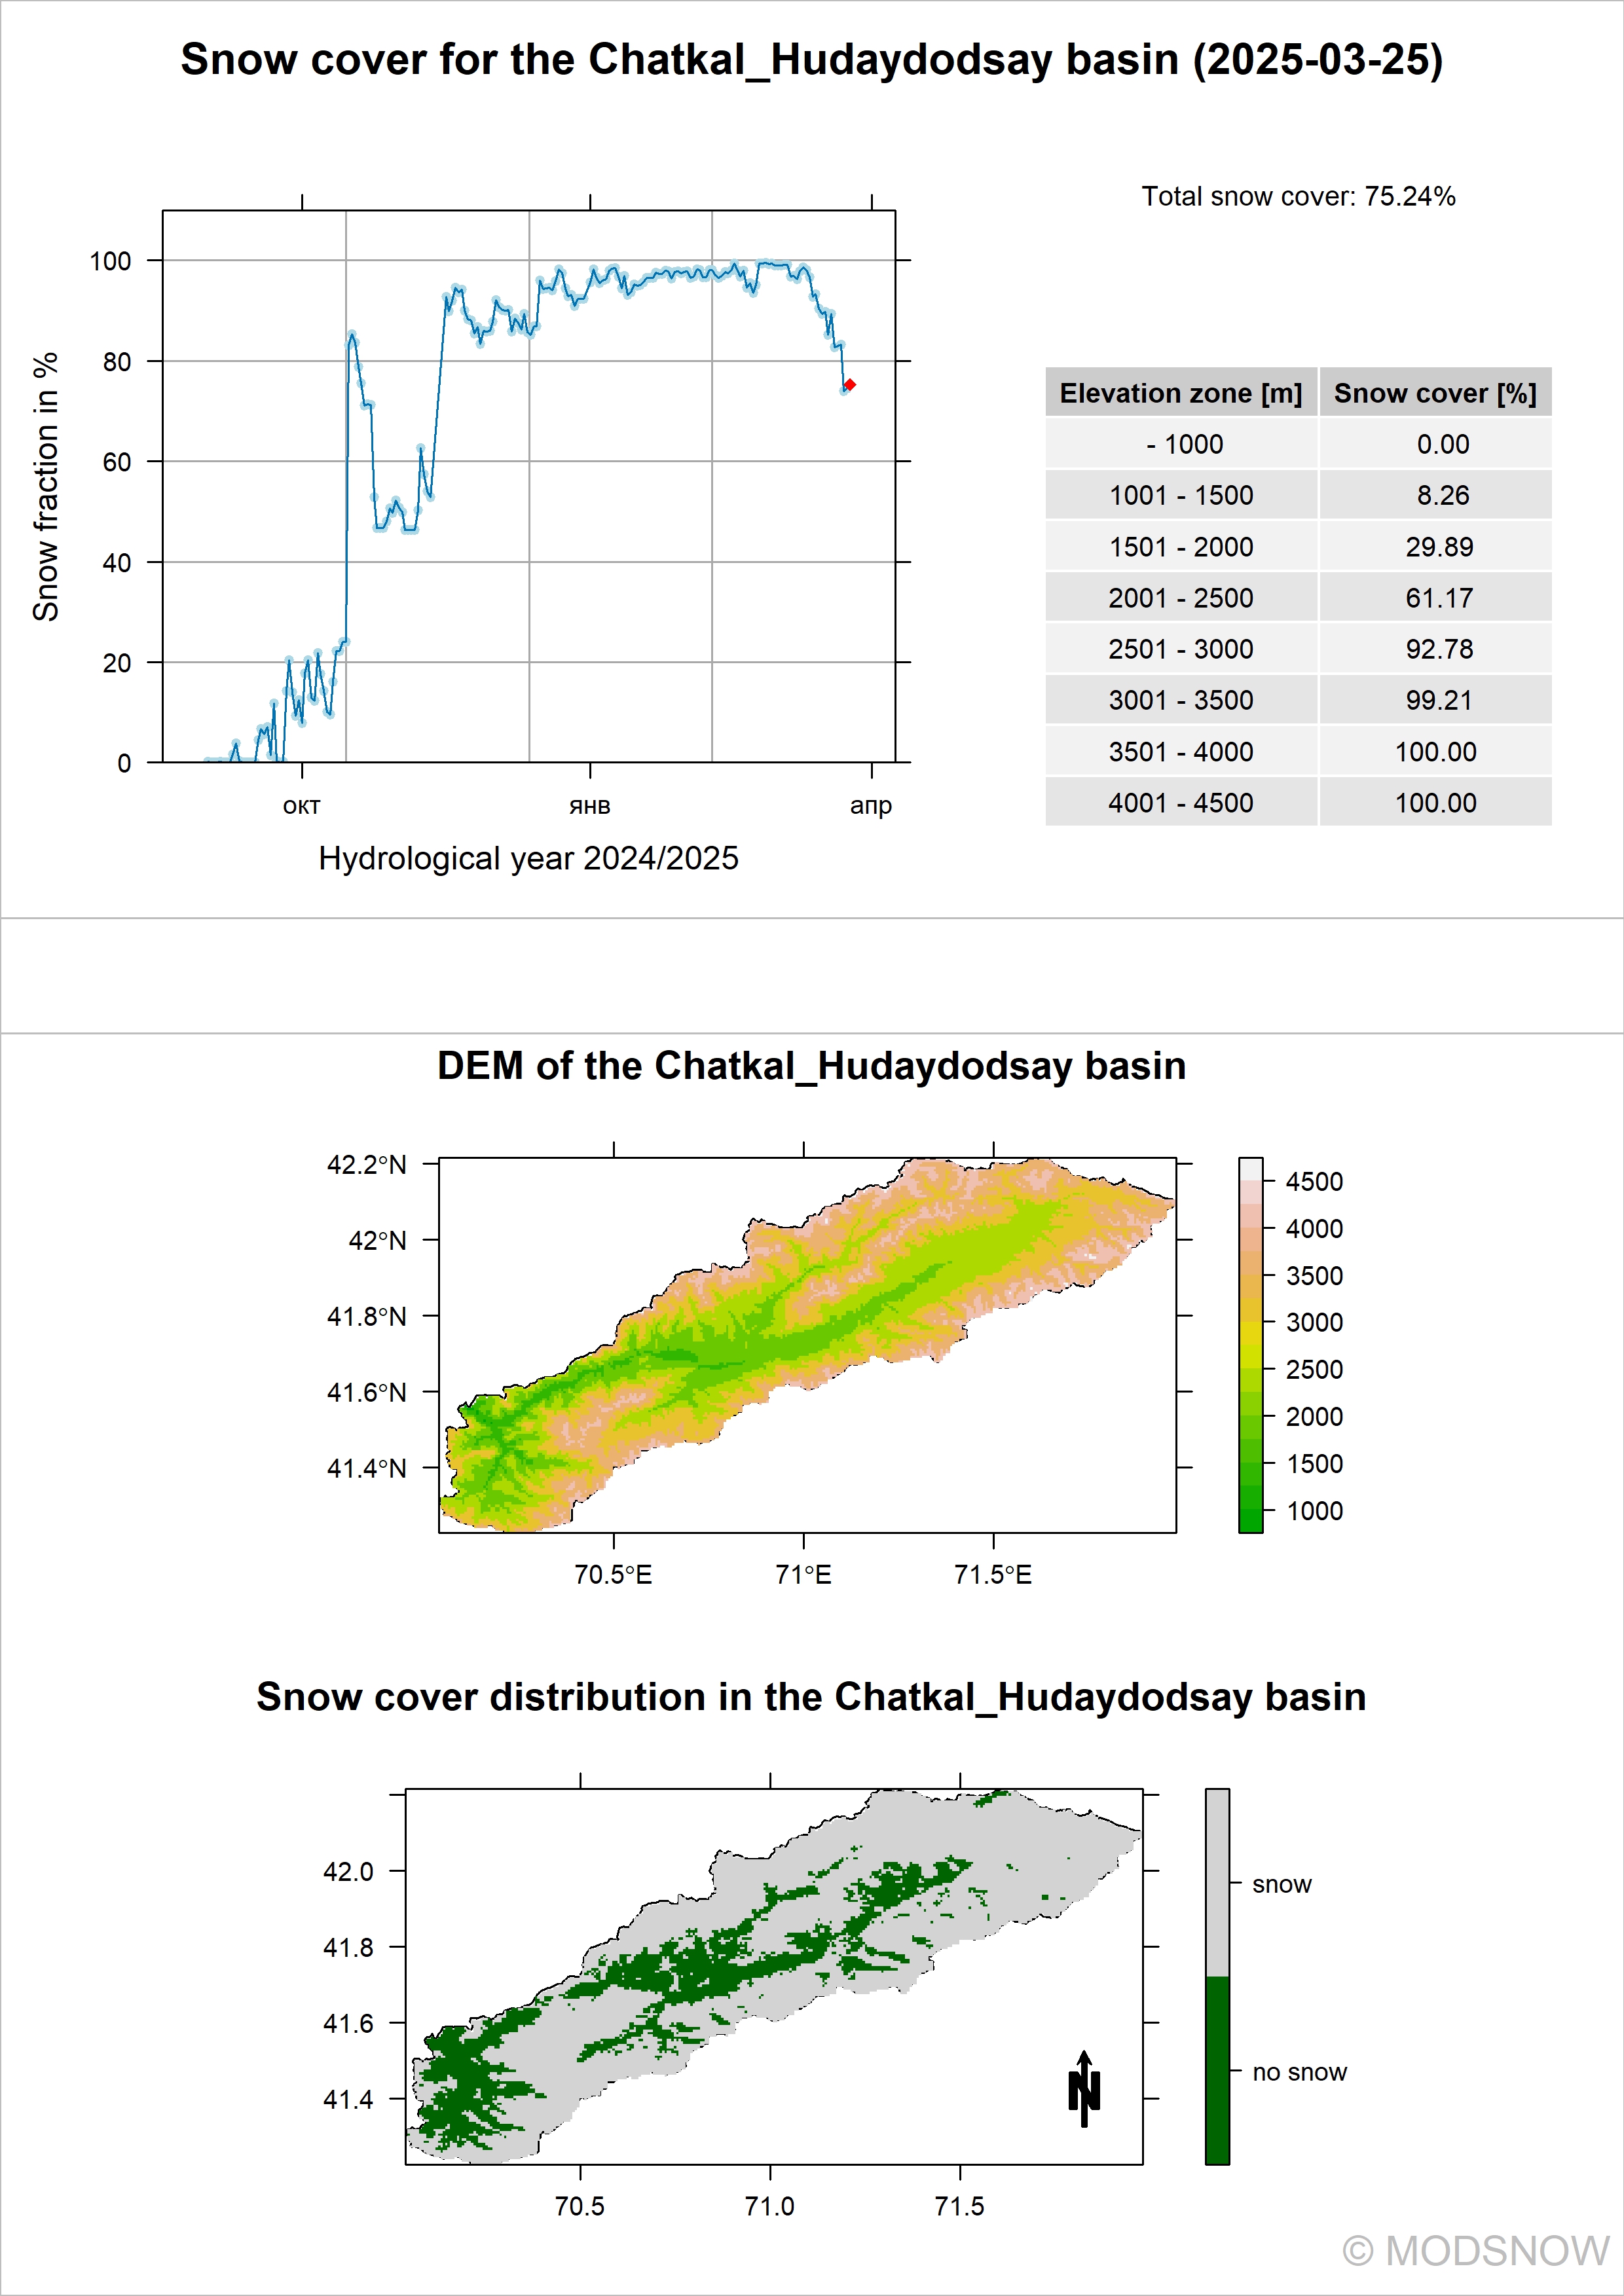 Snow cover for the Chatkal_Hudaydodsay basin (2025-03-25)
Total snow cover: 75.24%
Snow fraction in %
100
80
60
40
20
0
окт янв апр
Hydrological year 2024/2025
Elevation zone [m] Snow cover [%]
- 1000 0.00
1001 - 1500 8.26
1501 - 2000 29.89
2001 - 2500 61.17
2501 - 3000 92.78
3001 - 3500 99.21
3501 - 4000 100.00
4001 - 4500 100.00
DEM of the Chatkal_Hudaydodsay basin
42.2°N
42°N
41.8°N
41.6°N
41.4°N
70.5°E 71°E 71.5°E
4500
4000
3500
3000
2500
2000
1500
1000
Snow cover distribution in the Chatkal_Hudaydodsay basin
42.0
41.8
41.6
41.4
70.5 71.0 71.5
N
snow
no snow
© MODSNOW